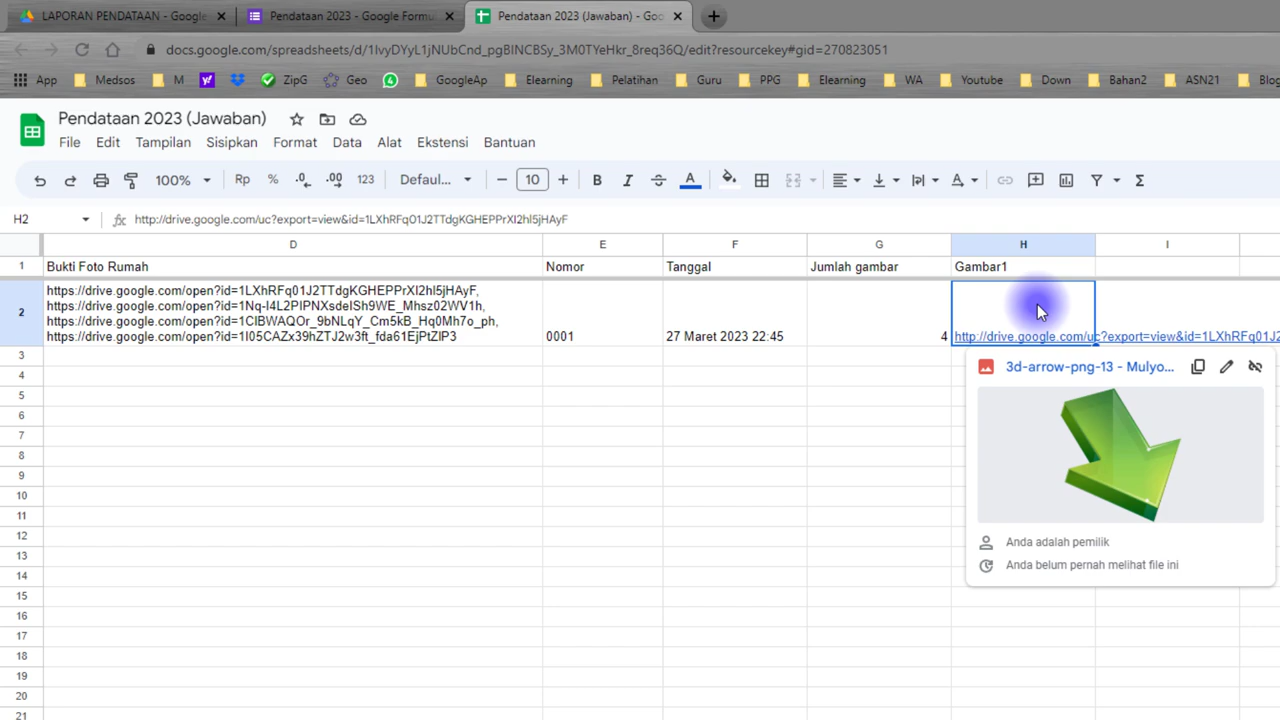 LAPORAN PENDATAAN - Google
Pendataan 2023 - Google Formu
Pendataan 2023 (Jawaban) - Goo
docs.google.com/spreadsheets/d/1IvyDYyL1jNUbCnd_pgBINCBSy_3M0TYeHkr_8req36Q/edit?resourcekey#gid=270823051
App Medsos M ZipG Geo 4 GoogleAp Elearning Pelatihan Guru PPG Elearning WA Youtube Down Bahan2 ASN21 Blog
Pendataan 2023 (Jawaban)
File Edit Tampilan Sisipkan Format Data Alat Ekstensi Bantuan
100% Rp % .0 .00 123 Defaul... 10 B I S A
H2 fx http://drive.google.com/uc?export=view&id=1LXhRFq01J2TTdgKGHEPPrXI2hl5jHAyF
D E F G H I
1 Bukti Foto Rumah Nomor Tanggal Jumlah gambar Gambar1
https://drive.google.com/open?id=1LXhRFq01J2TTdgKGHEPPrXI2hl5jHAyF,
https://drive.google.com/open?id=1Nq-I4L2PIPNXsdeISh9WE_Mhsz02WV1h,
2
https://drive.google.com/open?id=1CIBWAQOr_9bNLqY_Cm5kB_Hq0Mh7o_ph,
https://drive.google.com/open?id=1I05CAZx39hZTJ2w3ft_fda61EjPtZIP3 0001 27 Maret 2023 22:45 4 http://drive.google.com/uc?export=view&id=1LXhRFq01J2
3
3d-arrow-png-13 - Mulyo...
4
5
6
7
8
9
10
11
12
Anda adalah pemilik
13
Anda belum pernah melihat file ini
14
15
16
17
18
19
20
21